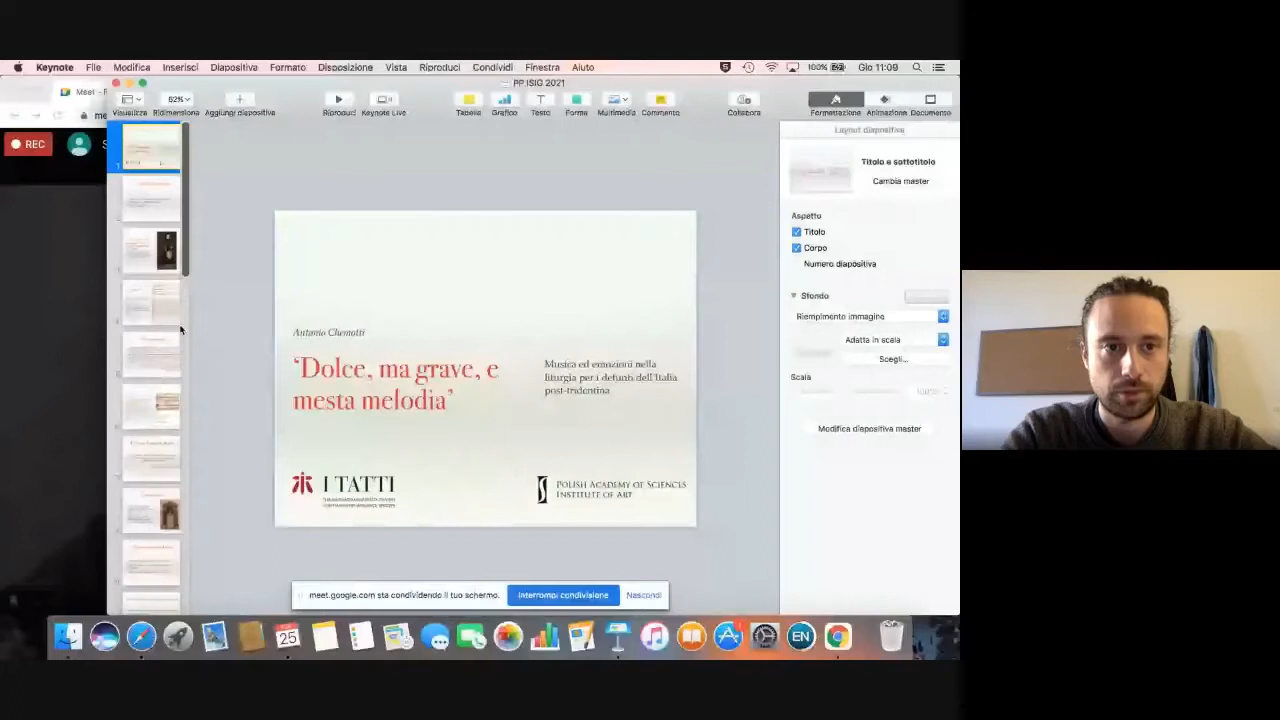 Keynote File Modifica Inserisci Diapositiva Formato Disposizione Vista Riproduci Condividi Finestra Aiuto 100% Gio 11:09
PP ISIG 2021
Meet -
62%
Visualizza Ridimensiona Aggiungi diapositiva Riproduci Keynote Live Tabella Grafico Testo Forma Multimedia Commento Collabora Formattazione Animazione Documento
REC
Layout diapositiva
Titolo e sottotitolo
Cambia master
Aspetto
Titolo
Corpo
Numero diapositiva
Sfondo
Riempimento immagine
Adatta in scala
Scegli...
Scala
Modifica diapositiva master
Antonio Chemotti
‘Dolce, ma grave, e
mesta melodia’
Musica ed emozioni nella
liturgia per i defunti dell'Italia
post-tridentina
I TATTI
POLISH ACADEMY OF SCIENCES
INSTITUTE OF ART
meet.google.com sta condividendo il tuo schermo. Interrompi condivisione Nascondi
25
EN